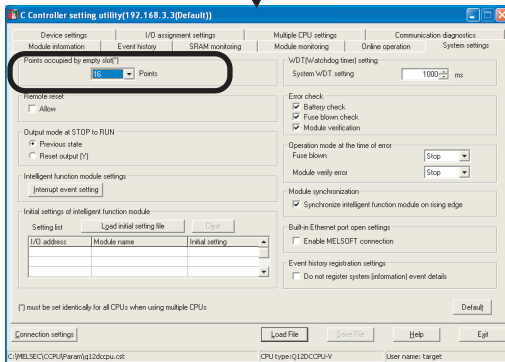 C Controller setting utility(192.168.3.3(Default))
Device settings I/O assignment settings Multiple CPU settings Communication diagnostics
Module information Event history SRAM monitoring Module monitoring Online operation System settings
Points occupied by empty slot(*)
16 Points
Remote reset
Allow
Output mode at STOP to RUN
Previous state
Reset output (Y)
Intelligent function module settings
Interrupt event setting
Initial settings of intelligent function module
Setting list Load initial setting file Clear
I/O address Module name Initial setting
WDT(Watchdog timer) setting
System WDT setting 1000 ms
Error check
Battery check
Fuse blown check
Module verification
Operation mode at the time of error
Fuse blown Stop
Module verify error Stop
Module synchronization
Synchronize intelligent function module on rising edge
Built-in Ethernet port open settings
Enable MELSOFT connection
Event history registration settings
Do not register system (information) event details
(*) must be set identically for all CPUs when using multiple CPUs
Default
Connection settings Load File Save File Help Exit
C:\MELSEC\CCPU\Param\q12dccpu.cst CPU type:Q12DCCPU-V User name: target